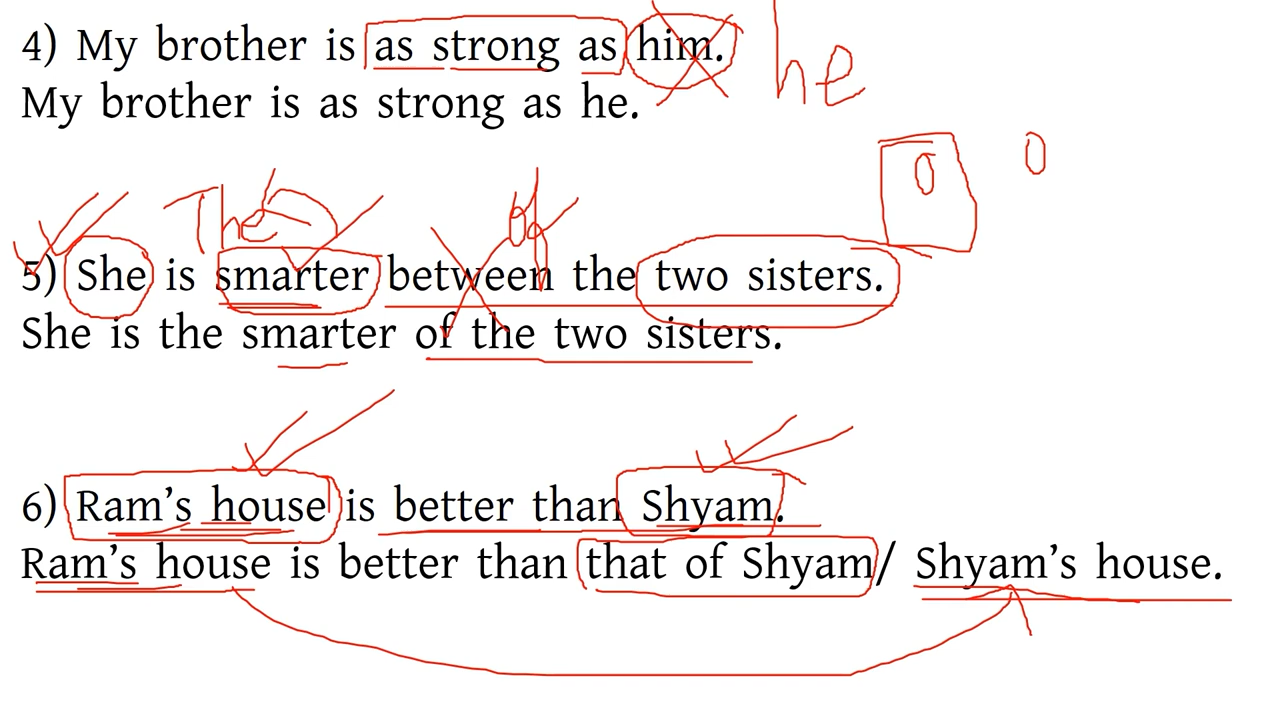 4) My brother is as strong as him. he
My brother is as strong as he.
The of
5) She is smarter between the two sisters.
She is the smarter of the two sisters.
6) Ram's house is better than Shyam.
Ram's house is better than that of Shyam/ Shyam's house.